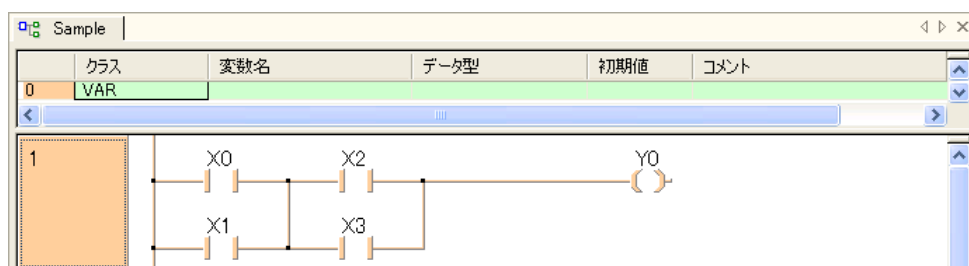 Sample
クラス 変数名 データ型 初期値 コメント
0 VAR
1
X0 X2 Y0
X1 X3